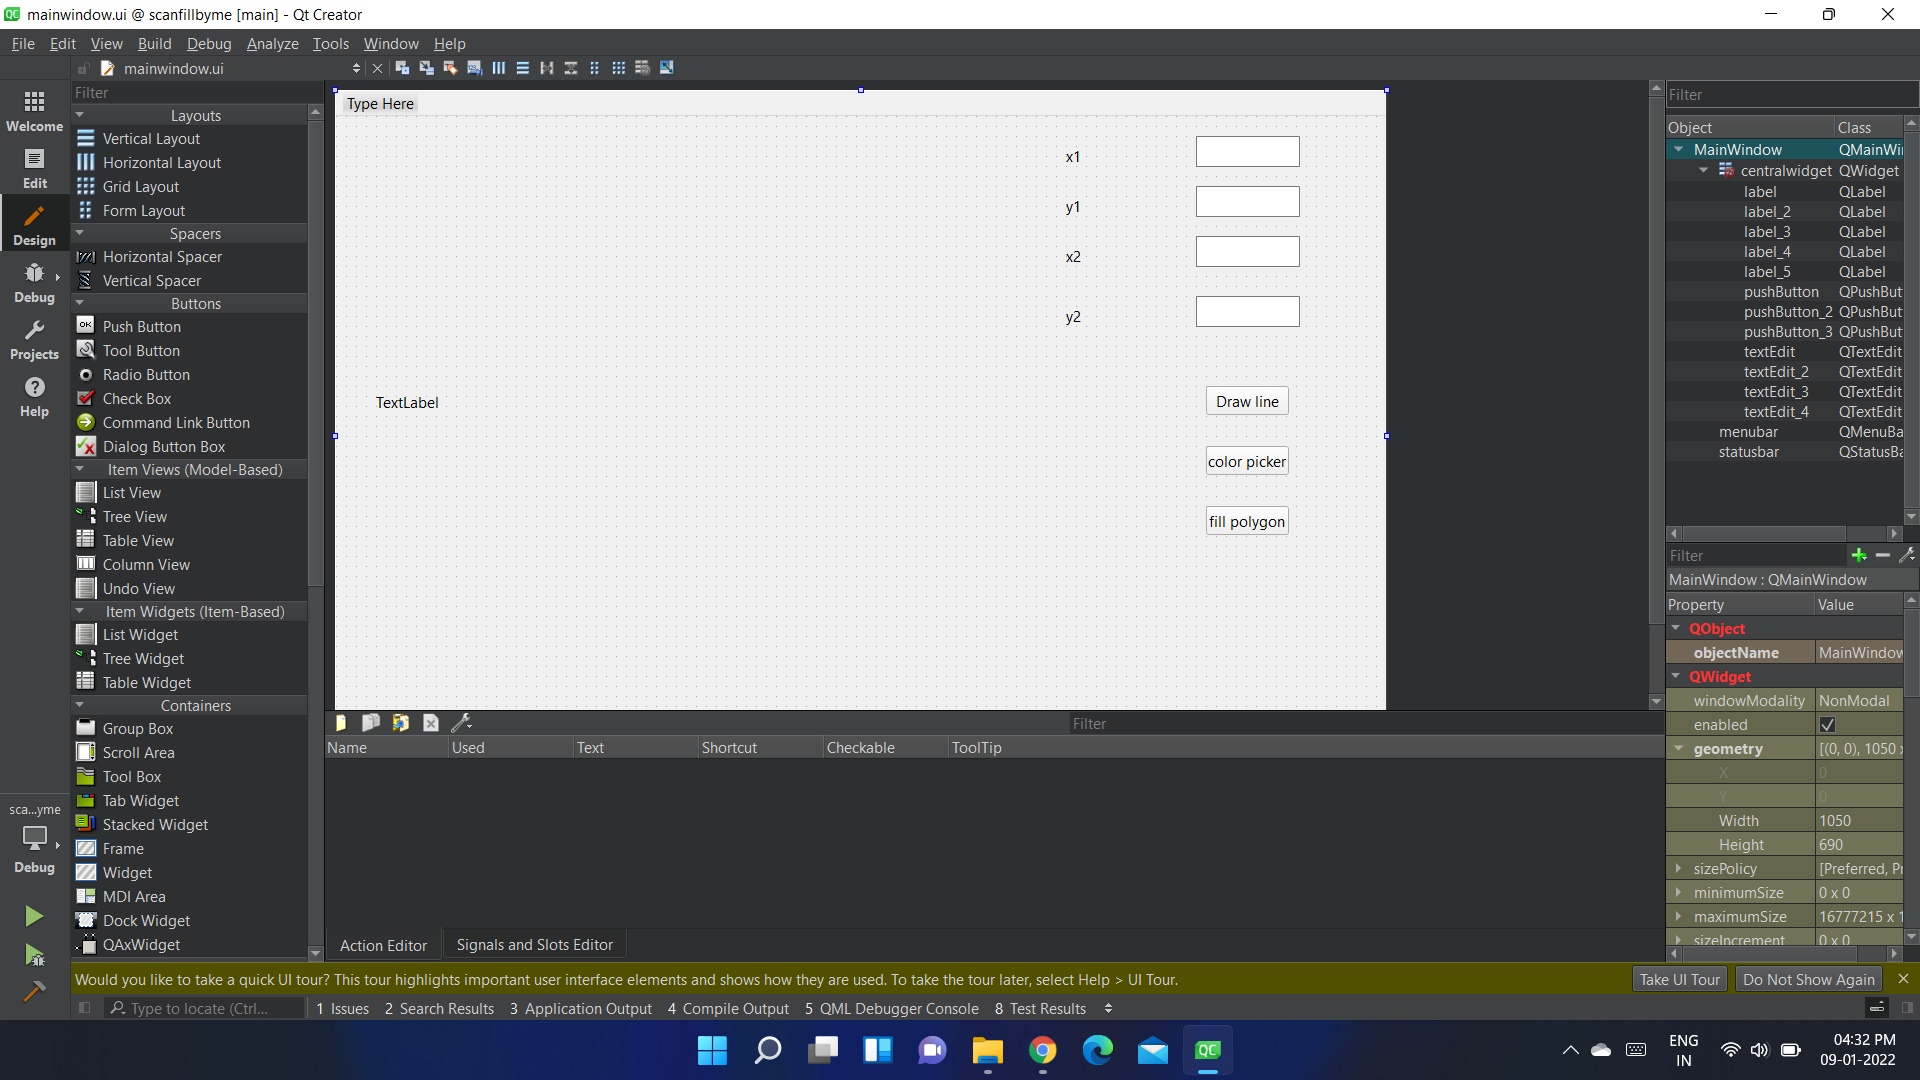 mainwindow.ui @ scanfillbyme [main] - Qt Creator
File Edit View Build Debug Analyze Tools Window Help
mainwindow.ui
Filter
Layouts
Vertical Layout
Horizontal Layout
Grid Layout
Form Layout
Spacers
Horizontal Spacer
Vertical Spacer
Buttons
Push Button
Tool Button
Radio Button
Check Box
Command Link Button
Dialog Button Box
Item Views (Model-Based)
List View
Tree View
Table View
Column View
Undo View
Item Widgets (Item-Based)
List Widget
Tree Widget
Table Widget
Containers
Group Box
Scroll Area
Tool Box
Tab Widget
Stacked Widget
Frame
Widget
MDI Area
Dock Widget
QAxWidget
Welcome
Edit
Design
Debug
Projects
Help
sca...yme
Debug
Type Here
x1
y1
x2
y2
TextLabel
Draw line
color picker
fill polygon
Filter
Name Used Text Shortcut Checkable ToolTip
Action Editor Signals and Slots Editor
Filter
Object Class
MainWindow QMainWi
centralwidget QWidget
label QLabel
label_2 QLabel
label_3 QLabel
label_4 QLabel
label_5 QLabel
pushButton QPushBut
pushButton_2 QPushBut
pushButton_3 QPushBut
textEdit QTextEdit
textEdit_2 QTextEdit
textEdit_3 QTextEdit
textEdit_4 QTextEdit
menubar QMenuBa
statusbar QStatusBa
Filter
MainWindow : QMainWindow
Property Value
QObject
objectName MainWindow
QWidget
windowModality NonModal
enabled
geometry [(0, 0), 1050 x
X 0
Y 0
Width 1050
Height 690
sizePolicy [Preferred, Pr
minimumSize 0 x 0
maximumSize 16777215 x 1
sizeIncrement 0 x 0
Would you like to take a quick UI tour? This tour highlights important user interface elements and shows how they are used. To take the tour later, select Help > UI Tour.
Take UI Tour Do Not Show Again
Type to locate (Ctrl... 1 Issues 2 Search Results 3 Application Output 4 Compile Output 5 QML Debugger Console 8 Test Results
ENG
IN
04:32 PM
09-01-2022